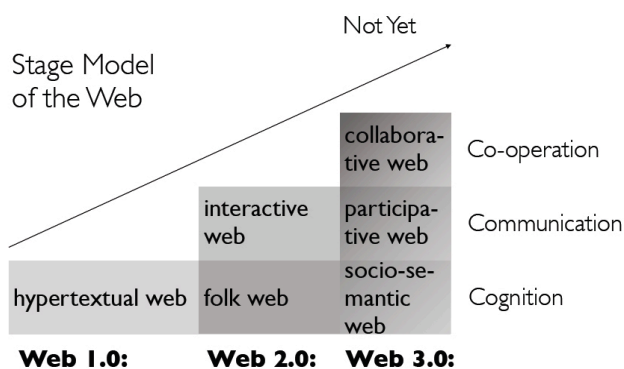 Not Yet
Stage Model
of the Web
collabora-
tive web
Co-operation
interactive
web
participa-
tive web
Communication
hypertextual web
folk web
socio-se-
mantic
web
Cognition
Web 1.0:
Web 2.0:
Web 3.0: